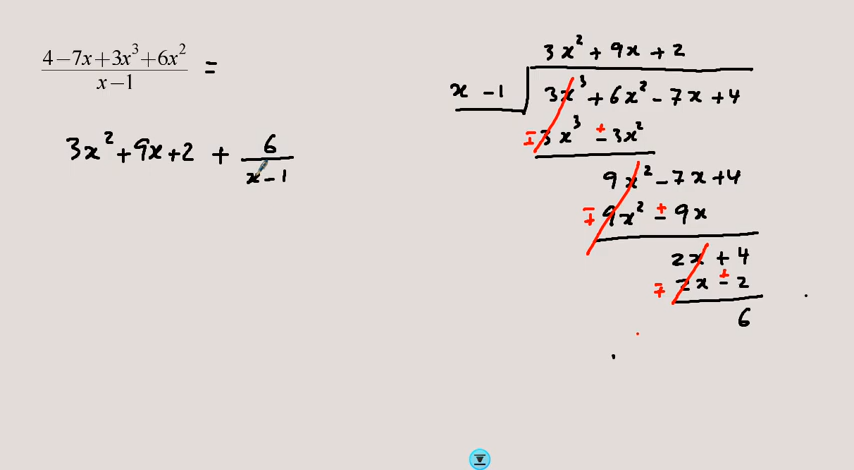 4−7x+3x³+6x²
x−1
=
3x²+9x+2 + 6
x−1
3x² + 9x + 2
x −1
3x³ + 6x² − 7x + 4
∓ 3x³ ± 3x²
9x² − 7x + 4
∓ 9x² ± 9x
2x + 4
∓ 2x ± 2
6